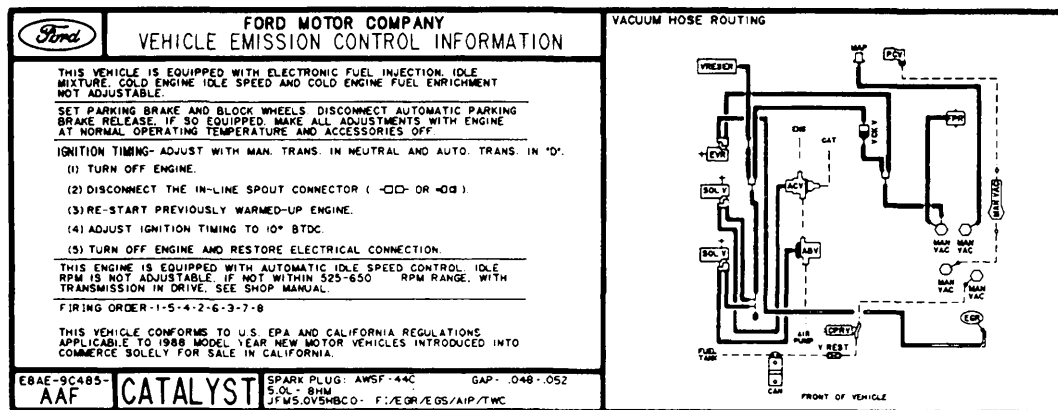 Ford
FORD MOTOR COMPANY
VEHICLE EMISSION CONTROL INFORMATION
THIS VEHICLE IS EQUIPPED WITH ELECTRONIC FUEL INJECTION. IDLE
MIXTURE, COLD ENGINE IDLE SPEED AND COLD ENGINE FUEL ENRICHMENT
NOT ADJUSTABLE.
SET PARKING BRAKE AND BLOCK WHEELS. DISCONNECT AUTOMATIC PARKING
BRAKE RELEASE, IF SO EQUIPPED. MAKE ALL ADJUSTMENTS WITH ENGINE
AT NORMAL OPERATING TEMPERATURE AND ACCESSORIES OFF.
IGNITION TIMING- ADJUST WITH MAN. TRANS. IN NEUTRAL AND AUTO. TRANS. IN "D".
(1) TURN OFF ENGINE.
(2) DISCONNECT THE IN-LINE SPOUT CONNECTOR ( OR ).
(3) RE-START PREVIOUSLY WARMED-UP ENGINE.
(4) ADJUST IGNITION TIMING TO 10° BTDC.
(5) TURN OFF ENGINE AND RESTORE ELECTRICAL CONNECTION.
THIS ENGINE IS EQUIPPED WITH AUTOMATIC IDLE SPEED CONTROL. IDLE
RPM IS NOT ADJUSTABLE. IF NOT WITHIN 525-650 RPM RANGE, WITH
TRANSMISSION IN DRIVE, SEE SHOP MANUAL.
FIRING ORDER-1-5-4-2-6-3-7-8
THIS VEHICLE CONFORMS TO U.S. EPA AND CALIFORNIA REGULATIONS
APPLICABLE TO 1988 MODEL YEAR NEW MOTOR VEHICLES INTRODUCED INTO
COMMERCE SOLELY FOR SALE IN CALIFORNIA.
E8AE-9C485-
AAF
CATALYST
SPARK PLUG: AWSF-44C GAP- .048-.052
5.0L - 8HM
JFM5.0V5HBC0- F:/EGR/EGS/AIP/TWC
VACUUM HOSE ROUTING
MAP
PCV
VRESER
FPR
VCK V
ENG
CAT
EVR
SOL V
ACV
MAN VAC
SOL V
ABV
MAN
VAC
MAN
VAC
MAN
VAC
MAN
VAC
EGR
CPRV
AIR
PUMP
V REST
FUEL
TANK
CAN
FRONT OF VEHICLE